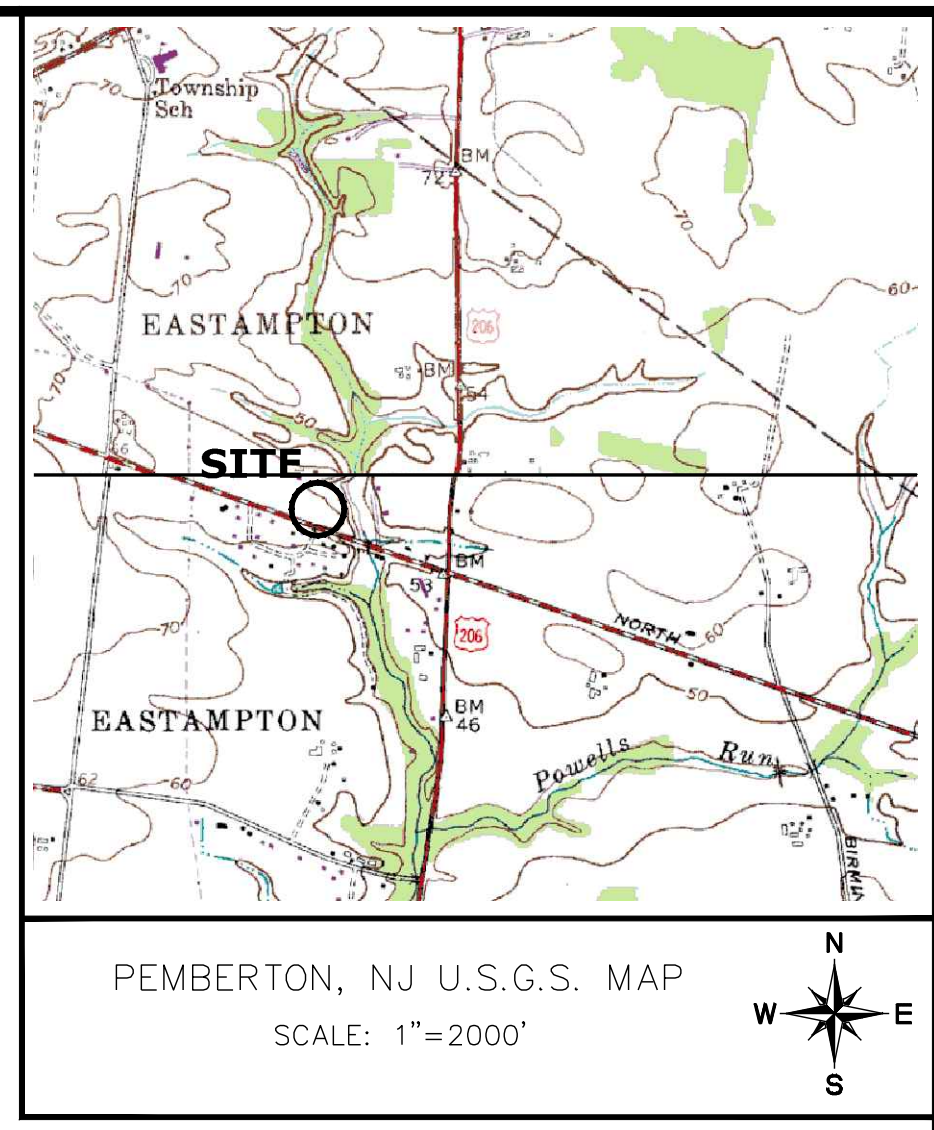 Township
Sch
70
BM
72
70
70
60
EASTAMPTON
206
BM
54
70
50
66
SITE
BM
53
NORTH
60
206
70
50
EASTAMPTON
BM
46
Powells Run
62
60
PEMBERTON, NJ U.S.G.S. MAP
SCALE: 1"=2000'
N
W
E
S